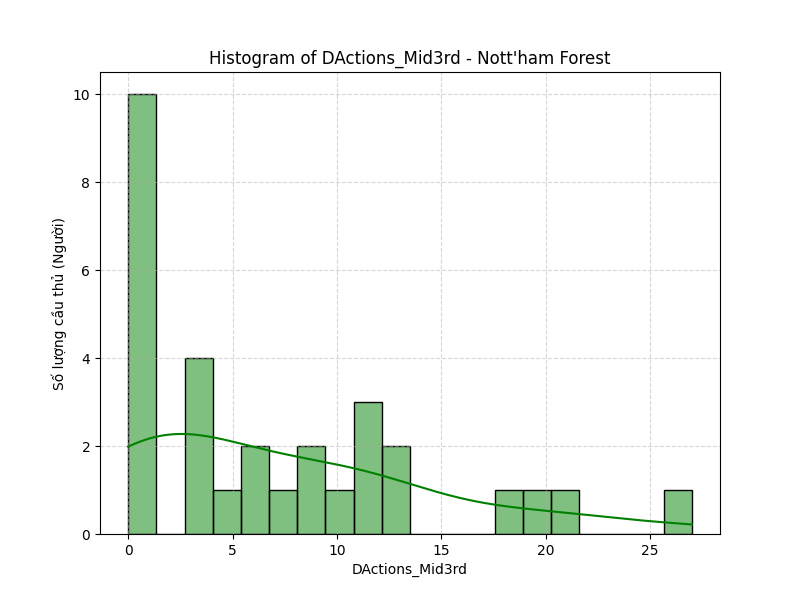 Histogram of DActions_Mid3rd - Nott'ham Forest
Số lượng cầu thủ (Người)
10
8
6
4
2
0
0 5 10 15 20 25
DActions_Mid3rd